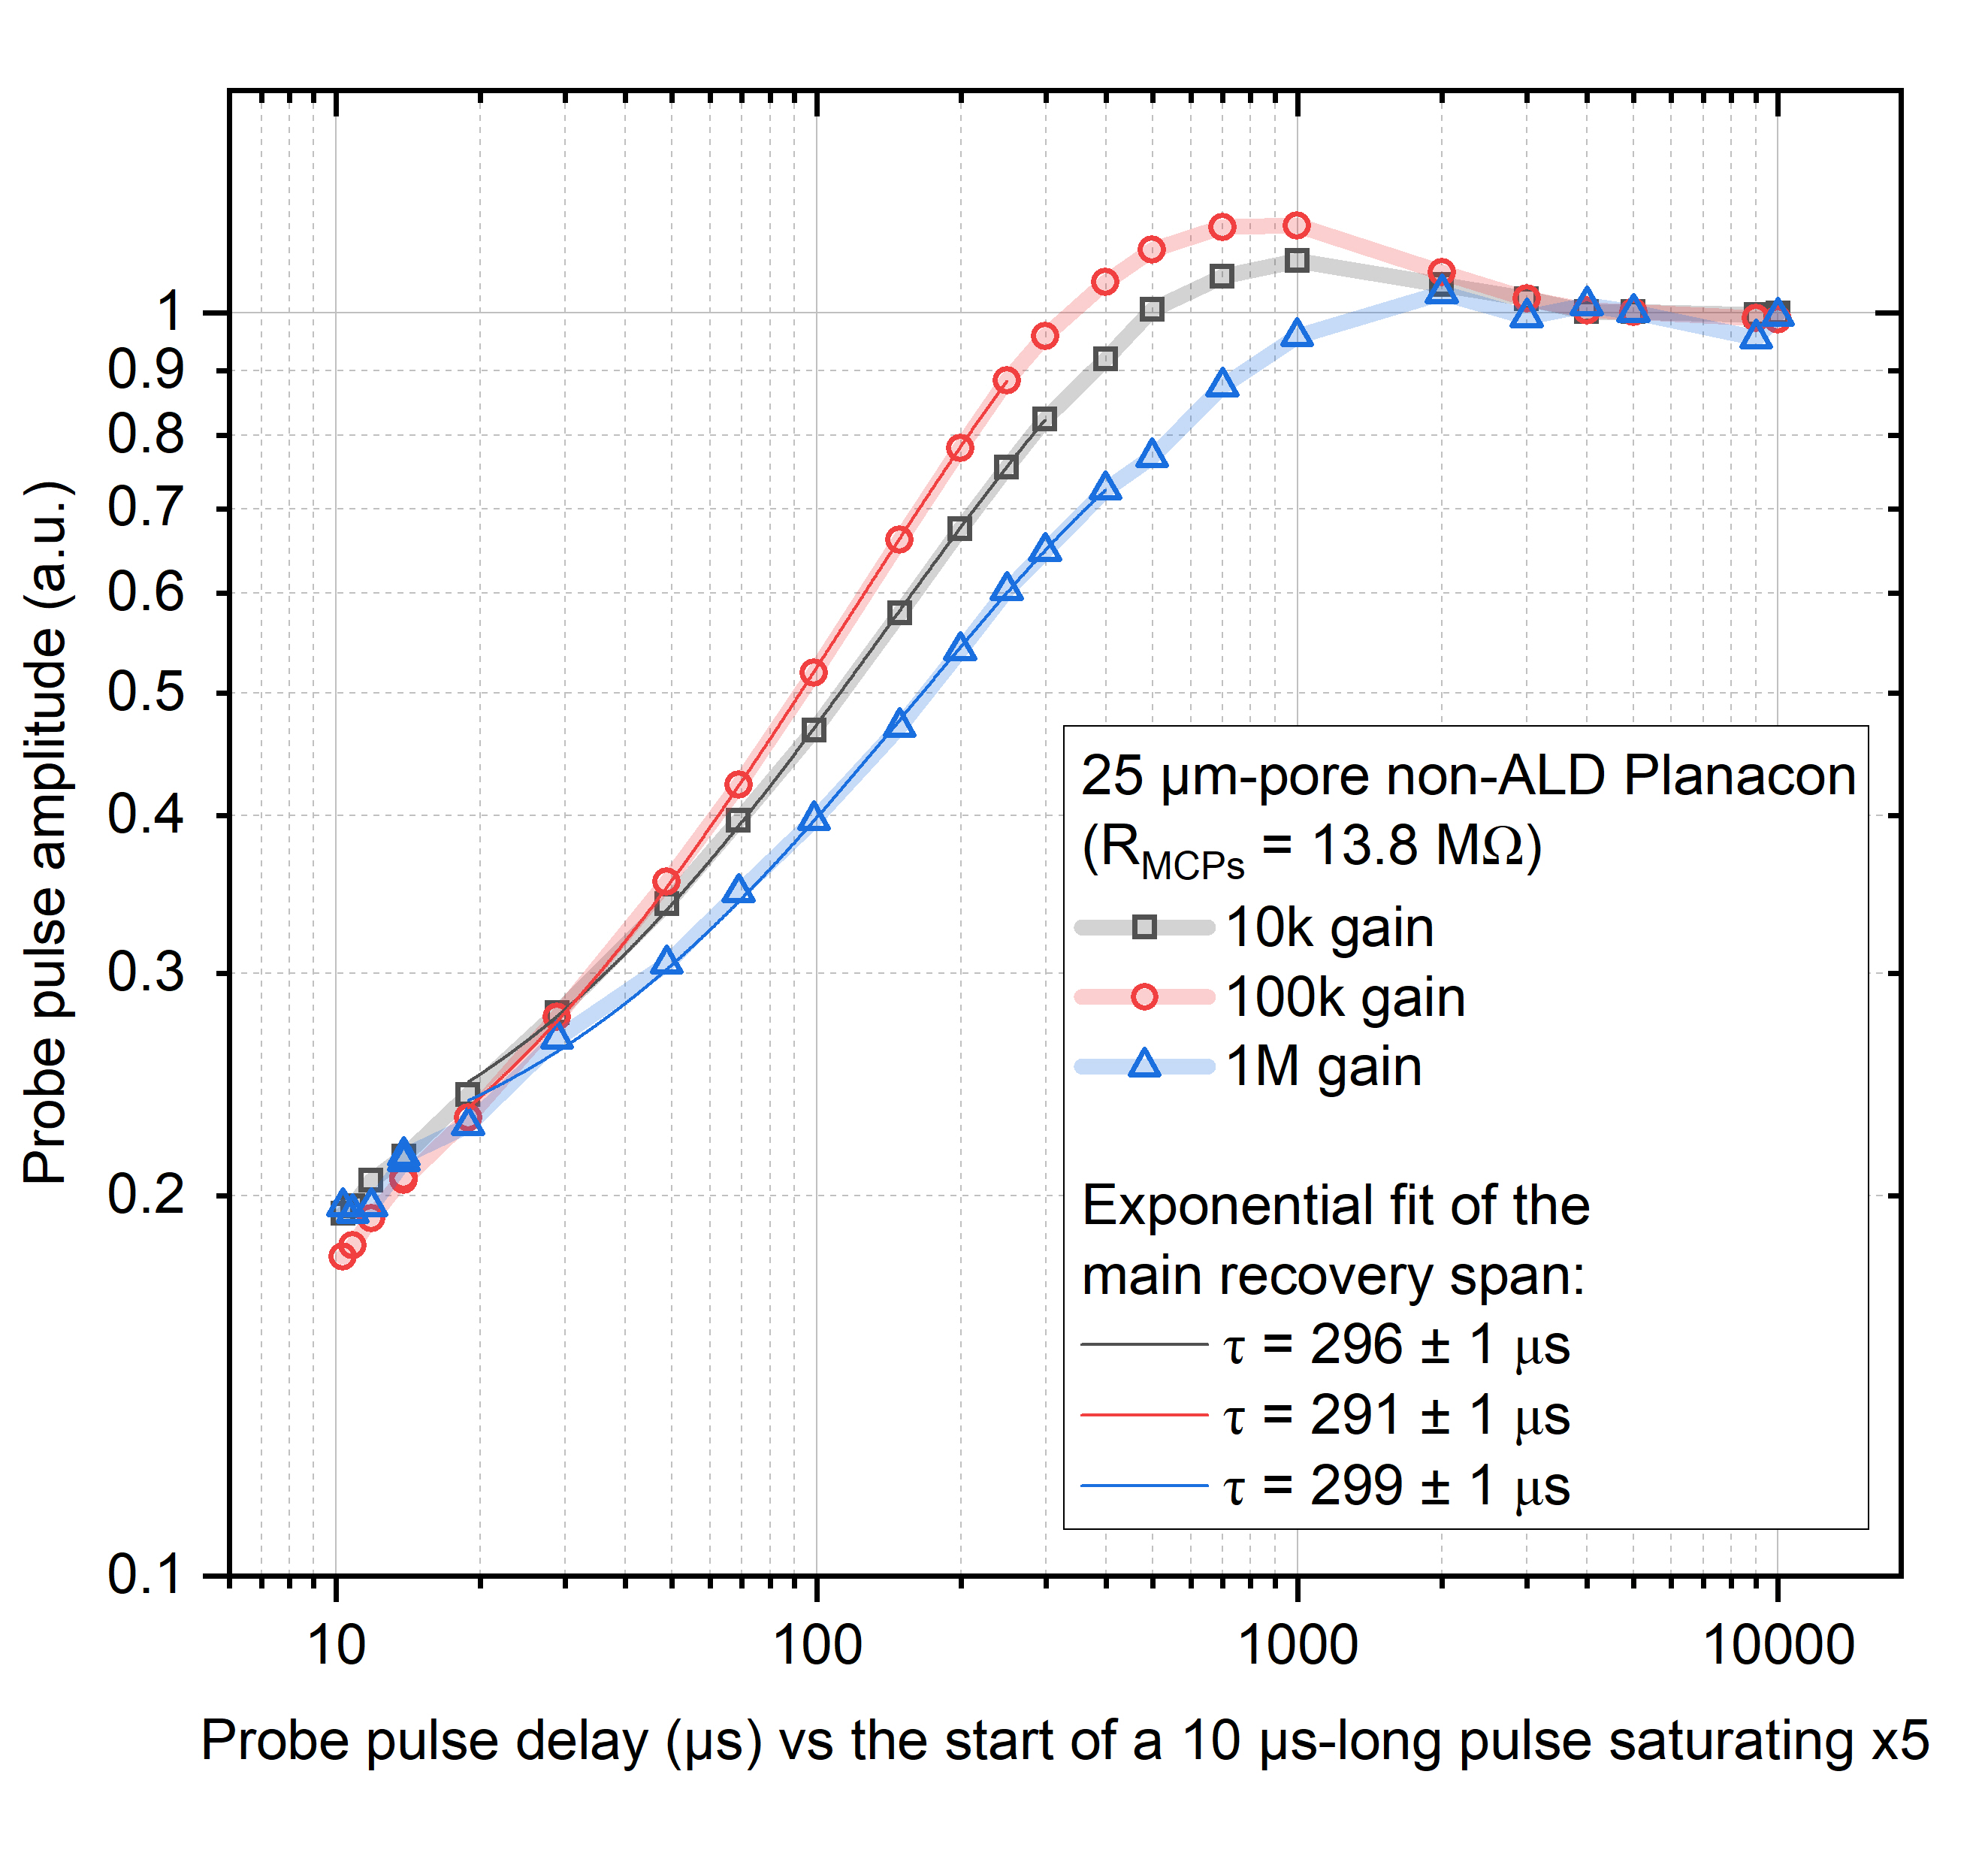 Probe pulse amplitude (a.u.)
1
0.9
0.8
0.7
0.6
0.5
0.4
0.3
0.2
0.1
25 µm-pore non-ALD Planacon
(RMCPs = 13.8 MΩ)
10k gain
100k gain
1M gain
Exponential fit of the
main recovery span:
τ = 296 ± 1 µs
τ = 291 ± 1 µs
τ = 299 ± 1 µs
10 100 1000 10000
Probe pulse delay (µs) vs the start of a 10 µs-long pulse saturating x5